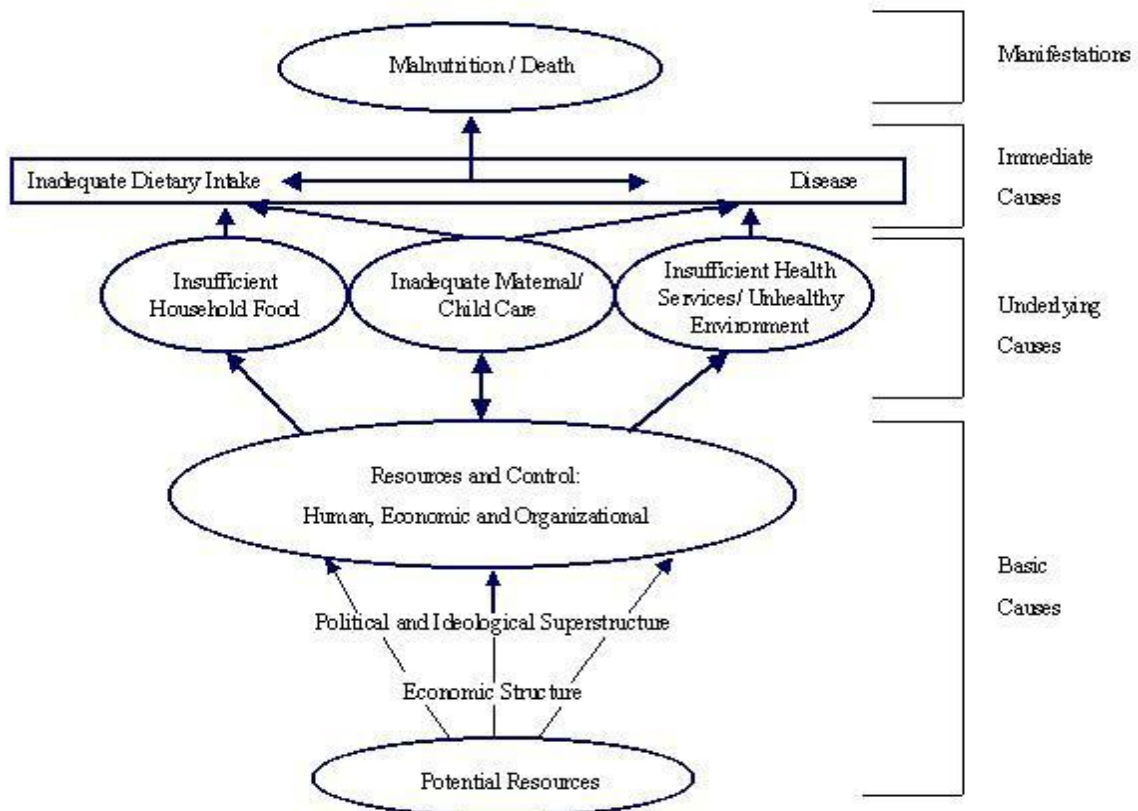 Malnutrition / Death
Manifestations
Inadequate Dietary Intake
Disease
Immediate
Causes
Insufficient
Household Food
Inadequate Maternal/
Child Care
Insufficient Health
Services/ Unhealthy
Environment
Underlying
Causes
Resources and Control:
Human, Economic and Organizational
Basic
Causes
Political and Ideological Superstructure
Economic Structure
Potential Resources